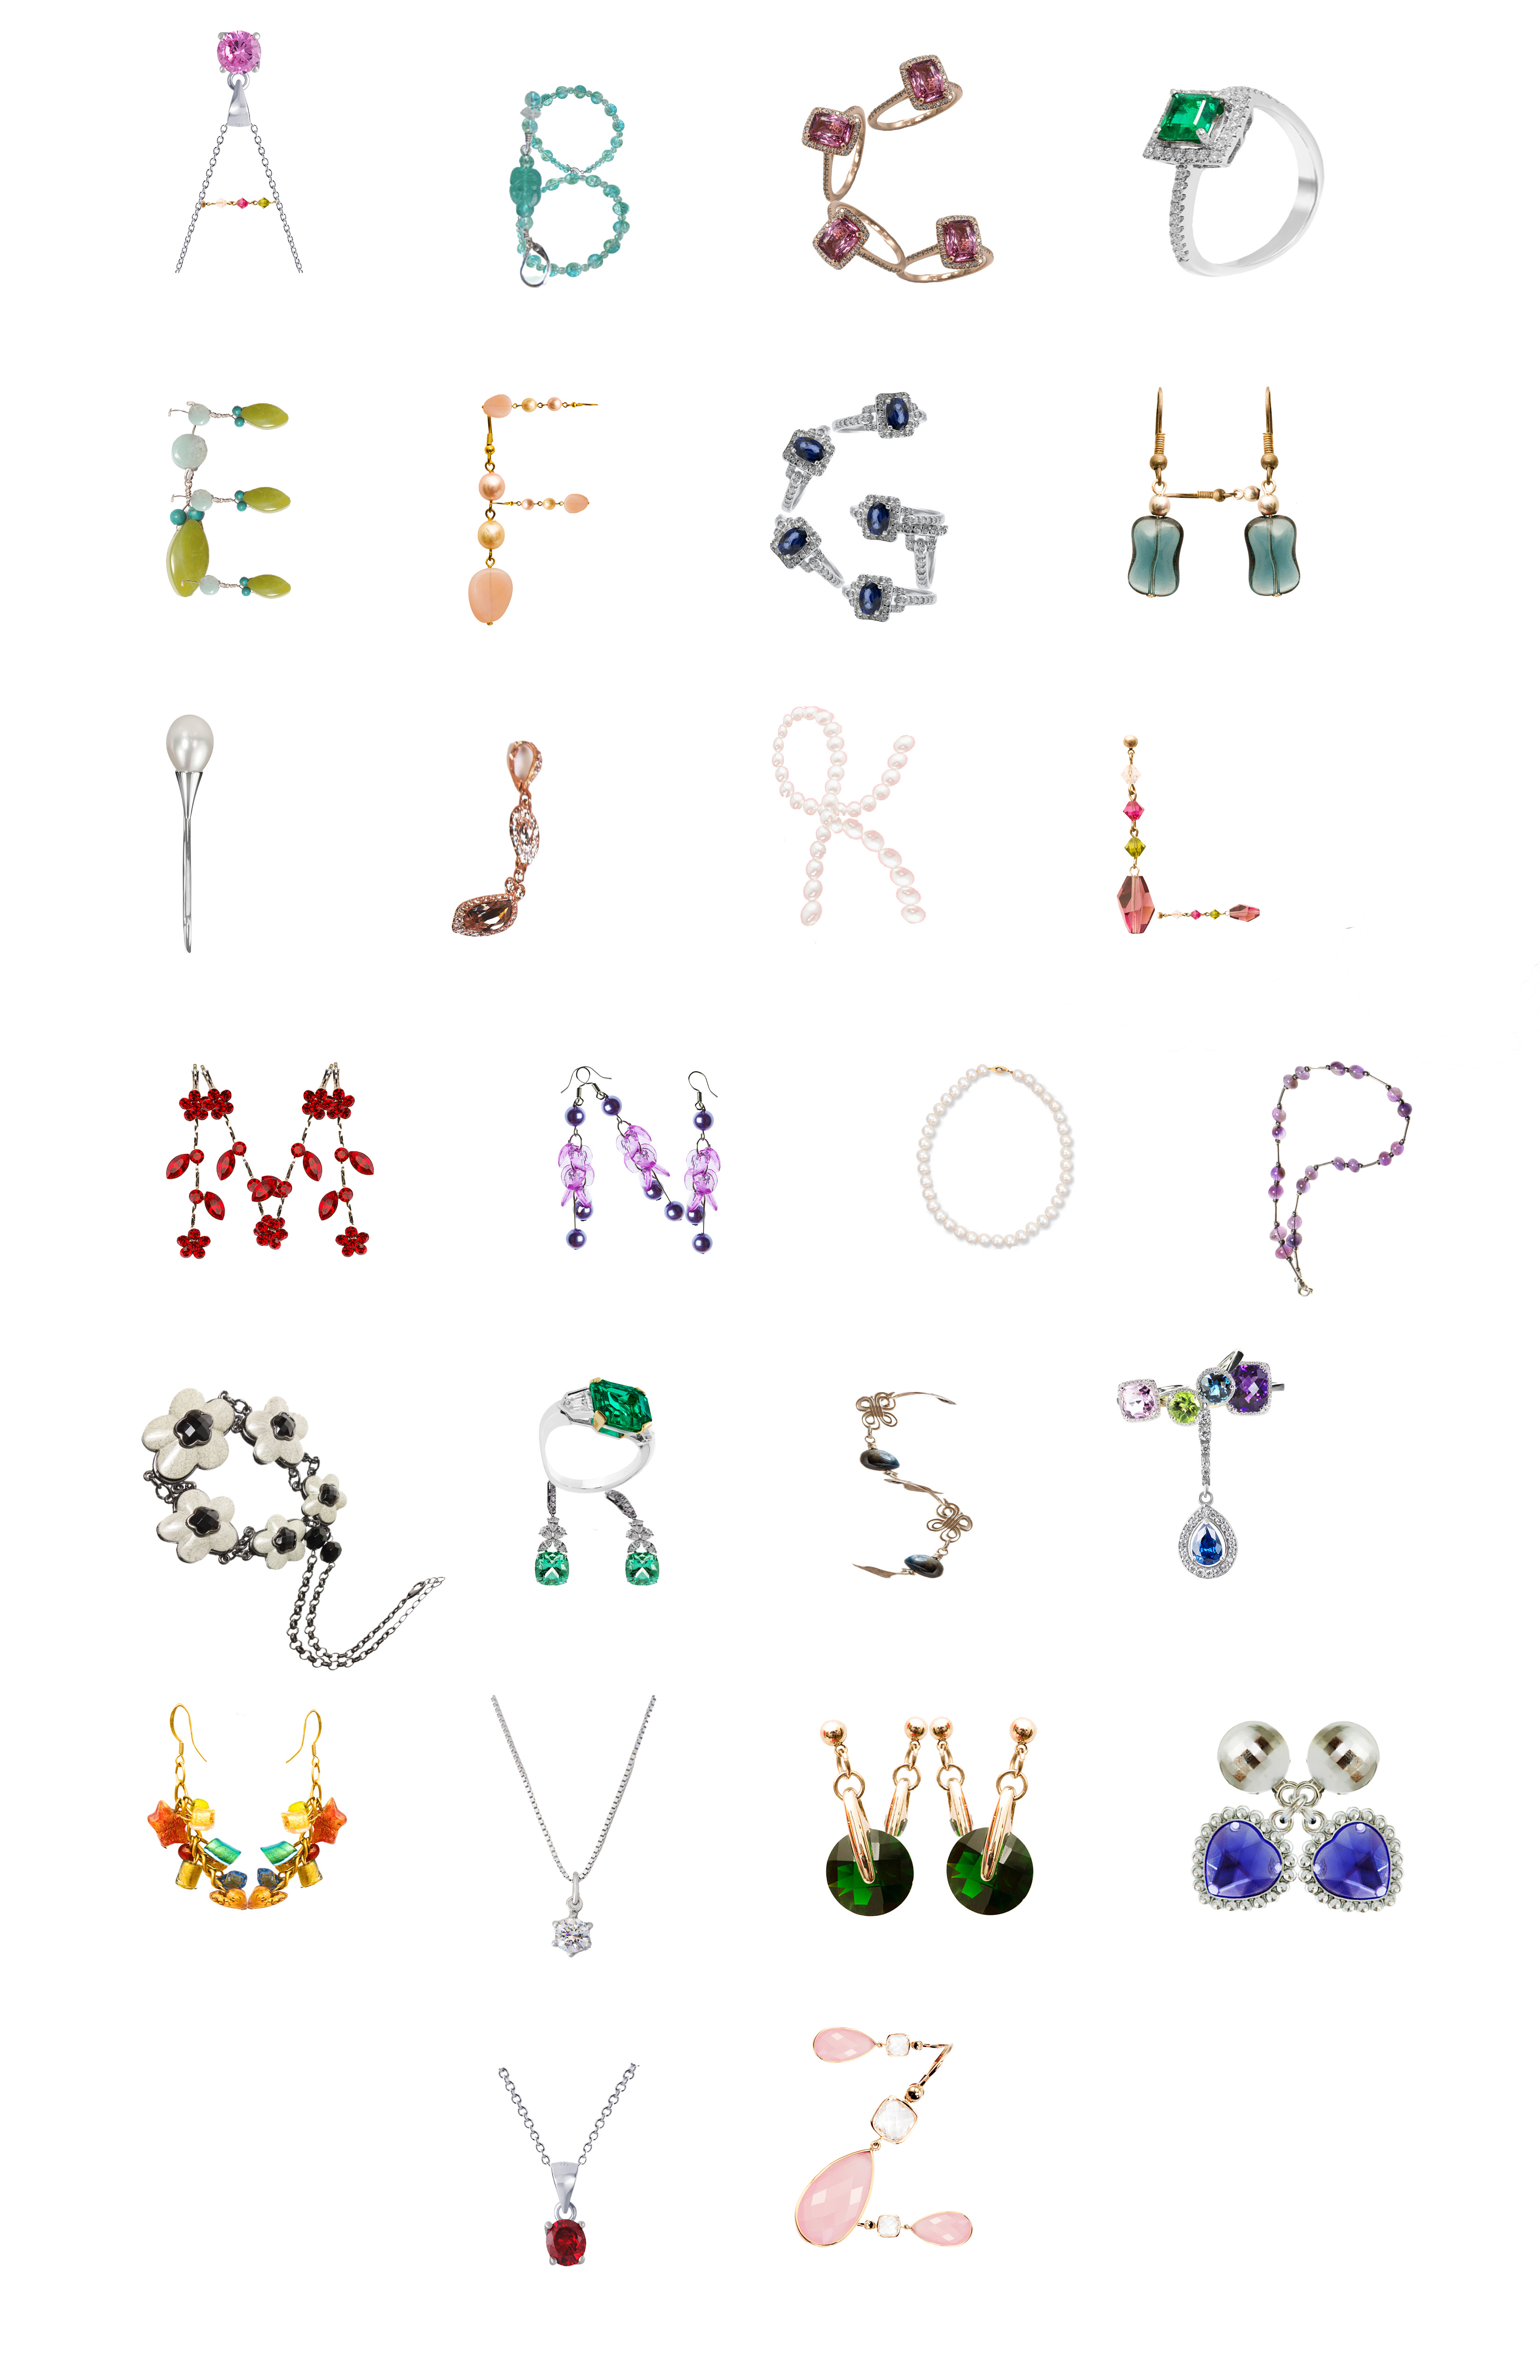 A B C D
E F G H
I J K L
M N O P
Q R S T
U V W X
Y Z